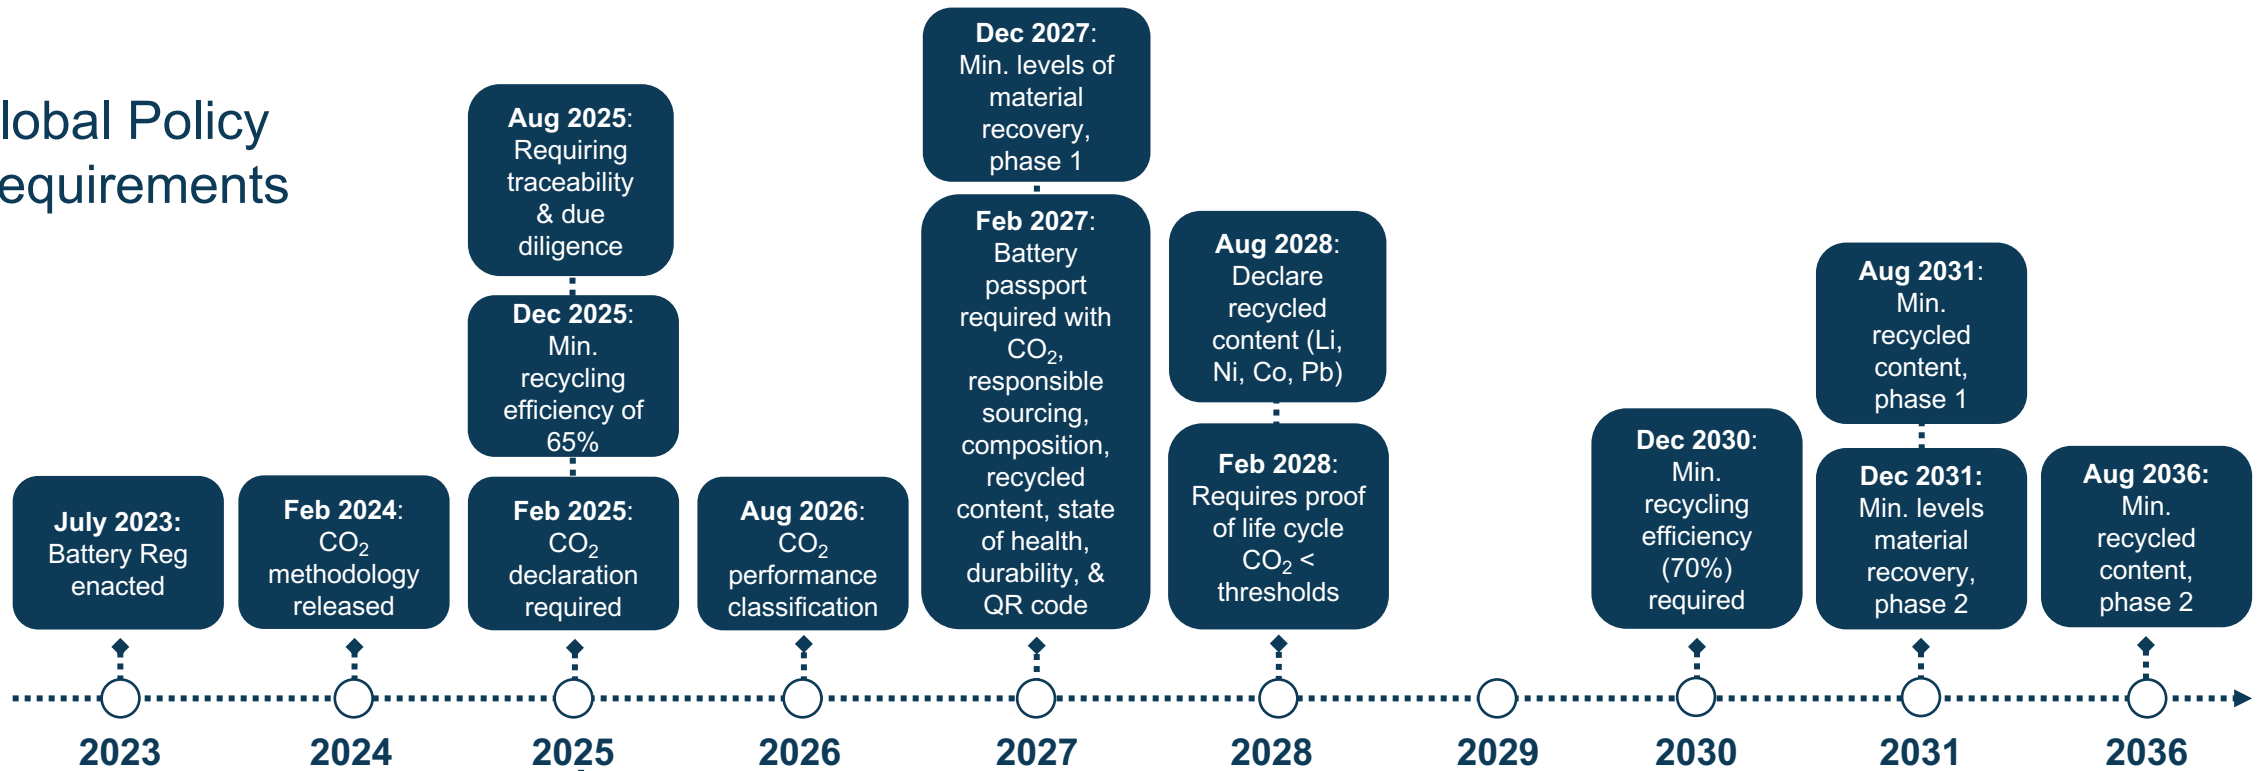 lobal Policy
equirements
July 2023:
Battery Reg
enacted
Feb 2024:
CO₂
methodology
released
Aug 2025:
Requiring
traceability
& due
diligence
Dec 2025:
Min.
recycling
efficiency of
65%
Feb 2025:
CO₂
declaration
required
Aug 2026:
CO₂
performance
classification
Dec 2027:
Min. levels of
material
recovery,
phase 1
Feb 2027:
Battery
passport
required with
CO₂,
responsible
sourcing,
composition,
recycled
content, state
of health,
durability, &
QR code
Aug 2028:
Declare
recycled
content (Li,
Ni, Co, Pb)
Feb 2028:
Requires proof
of life cycle
CO₂ <
thresholds
Dec 2030:
Min.
recycling
efficiency
(70%)
required
Aug 2031:
Min.
recycled
content,
phase 1
Dec 2031:
Min. levels
material
recovery,
phase 2
Aug 2036:
Min.
recycled
content,
phase 2
2023 2024 2025 2026 2027 2028 2029 2030 2031 2036